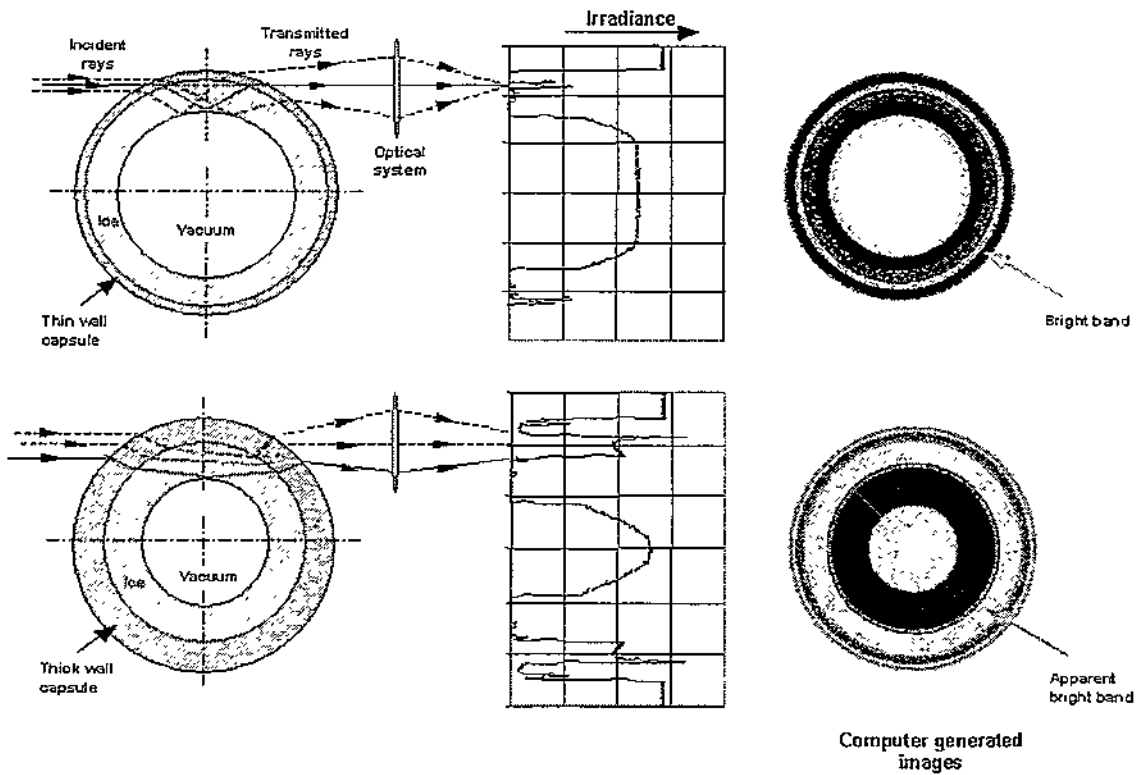 Incident
rays
Transmitted
rays
Irradiance
Optical
system
Ice
Vacuum
Thin wall
capsule
Bright band
Ice
Vacuum
Thick wall
capsule
Apparent
bright band
Computer generated
images